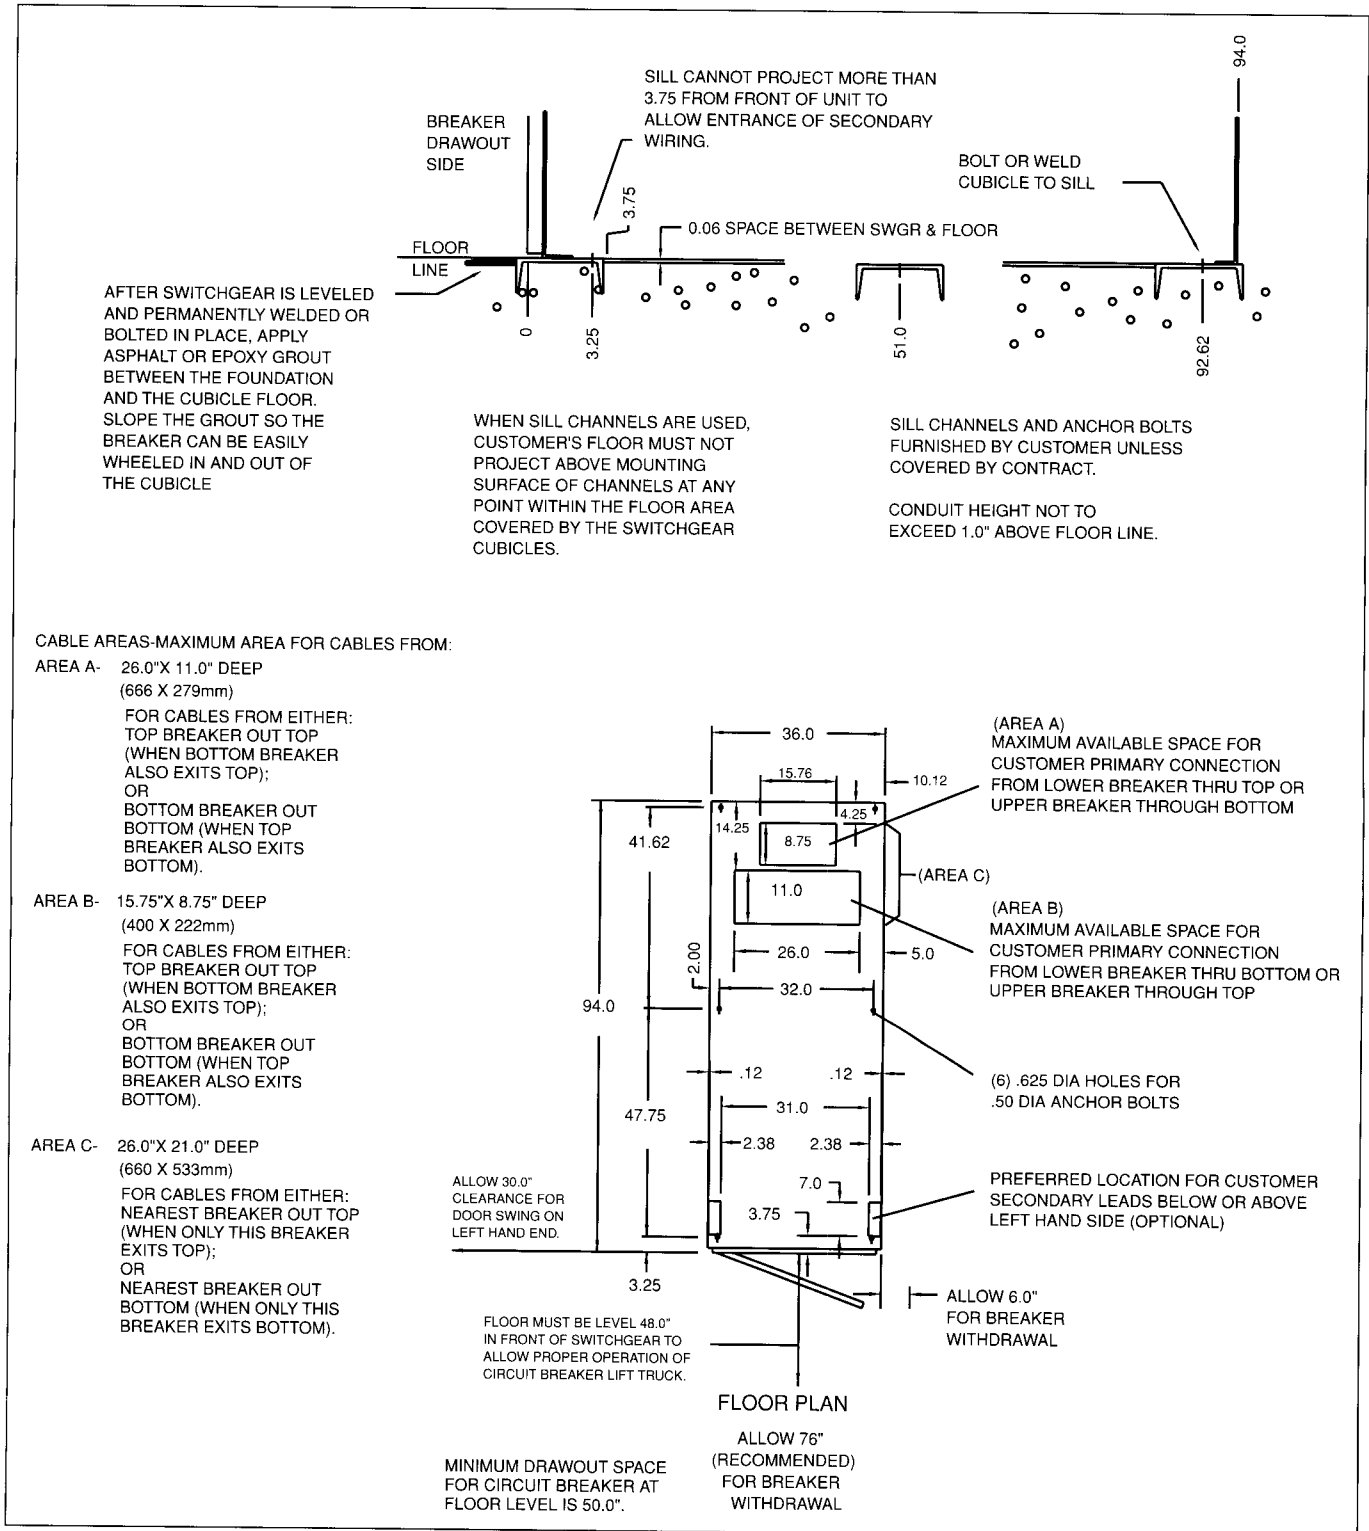 94.0
SILL CANNOT PROJECT MORE THAN
3.75 FROM FRONT OF UNIT TO
ALLOW ENTRANCE OF SECONDARY
WIRING.
BREAKER
DRAWOUT
SIDE
BOLT OR WELD
CUBICLE TO SILL
3.75
0.06 SPACE BETWEEN SWGR & FLOOR
FLOOR
LINE
0
3.25
51.0
92.62
AFTER SWITCHGEAR IS LEVELED
AND PERMANENTLY WELDED OR
BOLTED IN PLACE, APPLY
ASPHALT OR EPOXY GROUT
BETWEEN THE FOUNDATION
AND THE CUBICLE FLOOR.
SLOPE THE GROUT SO THE
BREAKER CAN BE EASILY
WHEELED IN AND OUT OF
THE CUBICLE
WHEN SILL CHANNELS ARE USED,
CUSTOMER'S FLOOR MUST NOT
PROJECT ABOVE MOUNTING
SURFACE OF CHANNELS AT ANY
POINT WITHIN THE FLOOR AREA
COVERED BY THE SWITCHGEAR
CUBICLES.
SILL CHANNELS AND ANCHOR BOLTS
FURNISHED BY CUSTOMER UNLESS
COVERED BY CONTRACT.
CONDUIT HEIGHT NOT TO
EXCEED 1.0" ABOVE FLOOR LINE.
CABLE AREAS-MAXIMUM AREA FOR CABLES FROM:
AREA A- 26.0"X 11.0" DEEP
(666 X 279mm)
FOR CABLES FROM EITHER:
TOP BREAKER OUT TOP
(WHEN BOTTOM BREAKER
ALSO EXITS TOP);
OR
BOTTOM BREAKER OUT
BOTTOM (WHEN TOP
BREAKER ALSO EXITS
BOTTOM).
AREA B- 15.75"X 8.75" DEEP
(400 X 222mm)
FOR CABLES FROM EITHER:
TOP BREAKER OUT TOP
(WHEN BOTTOM BREAKER
ALSO EXITS TOP);
OR
BOTTOM BREAKER OUT
BOTTOM (WHEN TOP
BREAKER ALSO EXITS
BOTTOM).
AREA C- 26.0"X 21.0" DEEP
(660 X 533mm)
FOR CABLES FROM EITHER:
NEAREST BREAKER OUT TOP
(WHEN ONLY THIS BREAKER
EXITS TOP);
OR
NEAREST BREAKER OUT
BOTTOM (WHEN ONLY THIS
BREAKER EXITS BOTTOM).
36.0
15.76
10.12
4.25
14.25
41.62
8.75
11.0
(AREA C)
26.0
5.0
2.00
32.0
94.0
.12
.12
31.0
47.75
2.38
2.38
7.0
3.75
3.25
(AREA A)
MAXIMUM AVAILABLE SPACE FOR
CUSTOMER PRIMARY CONNECTION
FROM LOWER BREAKER THRU TOP OR
UPPER BREAKER THROUGH BOTTOM
(AREA B)
MAXIMUM AVAILABLE SPACE FOR
CUSTOMER PRIMARY CONNECTION
FROM LOWER BREAKER THRU BOTTOM OR
UPPER BREAKER THROUGH TOP
(6) .625 DIA HOLES FOR
.50 DIA ANCHOR BOLTS
PREFERRED LOCATION FOR CUSTOMER
SECONDARY LEADS BELOW OR ABOVE
LEFT HAND SIDE (OPTIONAL)
ALLOW 30.0"
CLEARANCE FOR
DOOR SWING ON
LEFT HAND END.
ALLOW 6.0"
FOR BREAKER
WITHDRAWAL
FLOOR MUST BE LEVEL 48.0"
IN FRONT OF SWITCHGEAR TO
ALLOW PROPER OPERATION OF
CIRCUIT BREAKER LIFT TRUCK.
FLOOR PLAN
ALLOW 76"
(RECOMMENDED)
FOR BREAKER
WITHDRAWAL
MINIMUM DRAWOUT SPACE
FOR CIRCUIT BREAKER AT
FLOOR LEVEL IS 50.0".